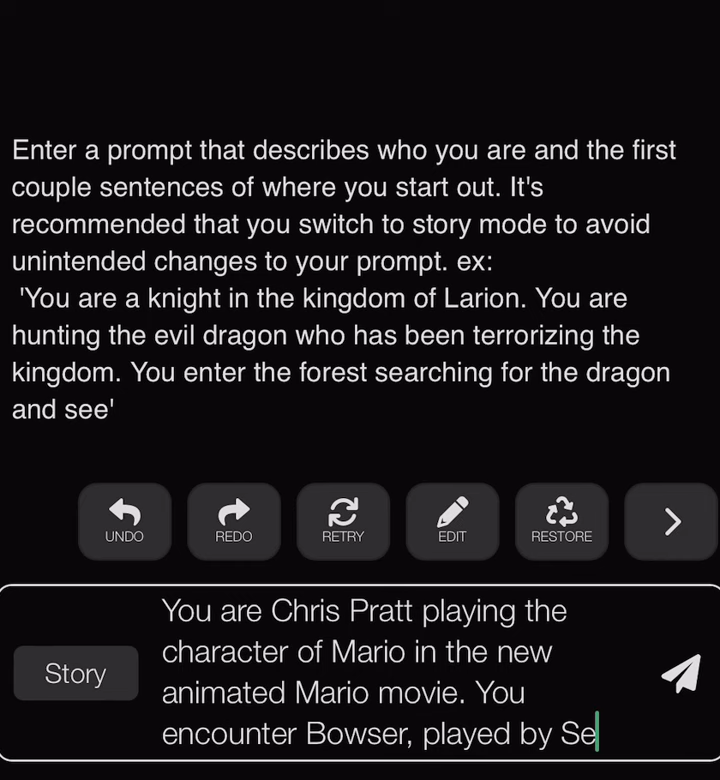 Enter a prompt that describes who you are and the first
couple sentences of where you start out. It's
recommended that you switch to story mode to avoid
unintended changes to your prompt. ex:
'You are a knight in the kingdom of Larion. You are
hunting the evil dragon who has been terrorizing the
kingdom. You enter the forest searching for the dragon
and see'
UNDO REDO RETRY EDIT RESTORE
You are Chris Pratt playing the
character of Mario in the new
Story
animated Mario movie. You
encounter Bowser, played by Se